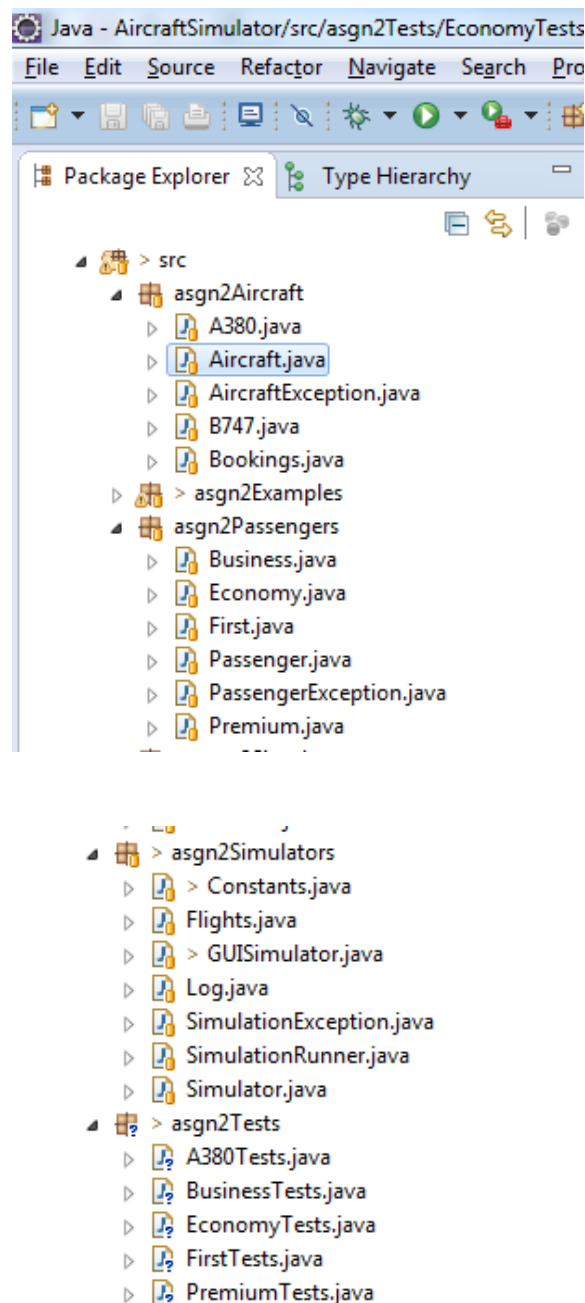 Java - AircraftSimulator/src/asgn2Tests/EconomyTests
File Edit Source Refactor Navigate Search Pro
Package Explorer Type Hierarchy
> src
asgn2Aircraft
A380.java
Aircraft.java
AircraftException.java
B747.java
Bookings.java
> asgn2Examples
asgn2Passengers
Business.java
Economy.java
First.java
Passenger.java
PassengerException.java
Premium.java
> asgn2Simulators
> Constants.java
Flights.java
> GUISimulator.java
Log.java
SimulationException.java
SimulationRunner.java
Simulator.java
> asgn2Tests
A380Tests.java
BusinessTests.java
EconomyTests.java
FirstTests.java
PremiumTests.java